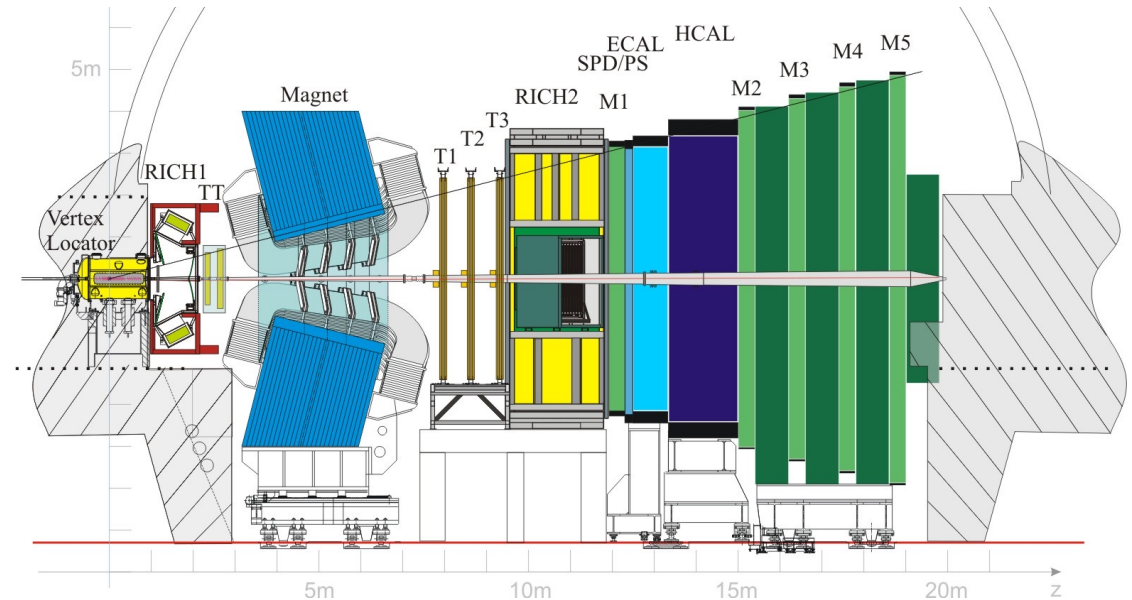 5m
Magnet
RICH1
TT
Vertex
Locator
T1
T2
T3
RICH2
SPD/PS
ECAL
HCAL
M1
M2
M3
M4
M5
5m
10m
15m
20m
z